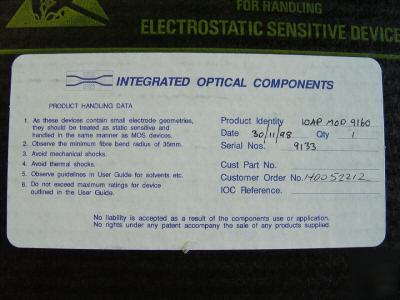 FOR HANDLING
ELECTROSTATIC SENSITIVE DEVICE
INTEGRATED OPTICAL COMPONENTS
PRODUCT HANDLING DATA
1. As these devices contain small electrode geometries,
they should be treated as static sensitive and
handled in the same manner as MOS devices.
2. Observe the minimum fibre bend radius of 35mm.
3. Avoid mechanical shocks.
4. Avoid thermal shocks.
5. Observe guidelines in User Guide for solvents etc.
6. Do not exceed maximum ratings for device
outlined in the User Guide.
Product Identity IOAP MOD 9160
Date 30/11/98 Qty 1
Serial Nos. 9133
Cust Part No.
Customer Order No. 140052212
IOC Reference.
No liability is accepted as a result of the components use or application.
No rights under any patent accompany the sale of any products supplied.